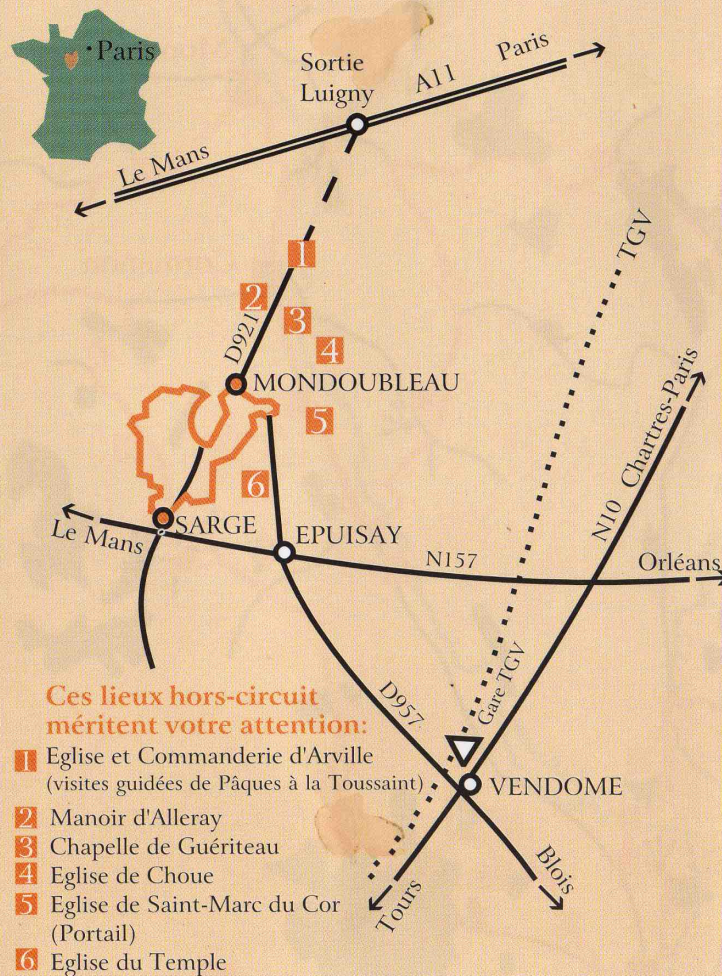 •Paris
Sortie
Luigny
A11
Paris
Le Mans
TGV
1
2
D921
3
4
MONDOUBLEAU
5
Chartres-Paris
6
N10
SARGE
Le Mans
EPUISAY
N157
Orléans
Gare TGV
D957
VENDOME
Blois
Tours
Ces lieux hors-circuit
méritent votre attention:
1 Eglise et Commanderie d'Arville
(visites guidées de Pâques à la Toussaint)
2 Manoir d'Alleray
3 Chapelle de Guériteau
4 Eglise de Choue
5 Eglise de Saint-Marc du Cor
(Portail)
6 Eglise du Temple